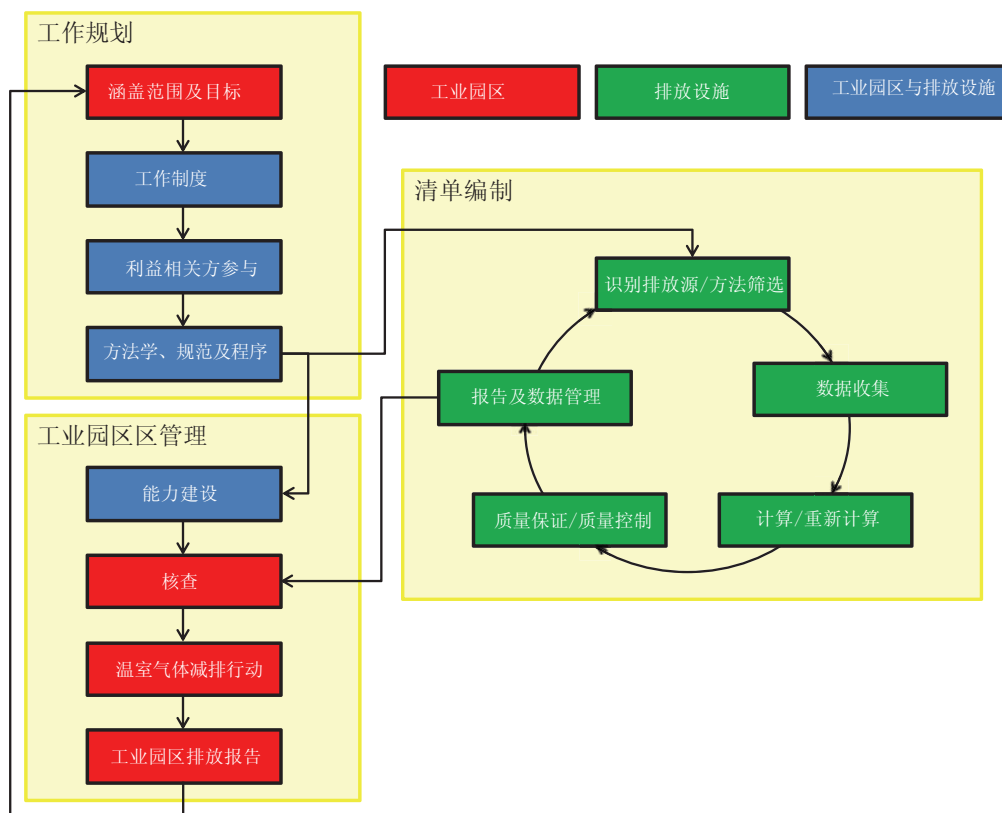 工作规划
涵盖范围及目标
工作制度
利益相关方参与
方法学、规范及程序
工业园区
排放设施
工业园区与排放设施
清单编制
识别排放源/方法筛选
数据收集
计算/重新计算
质量保证/质量控制
报告及数据管理
工业园区区管理
能力建设
核查
温室气体减排行动
工业园区排放报告